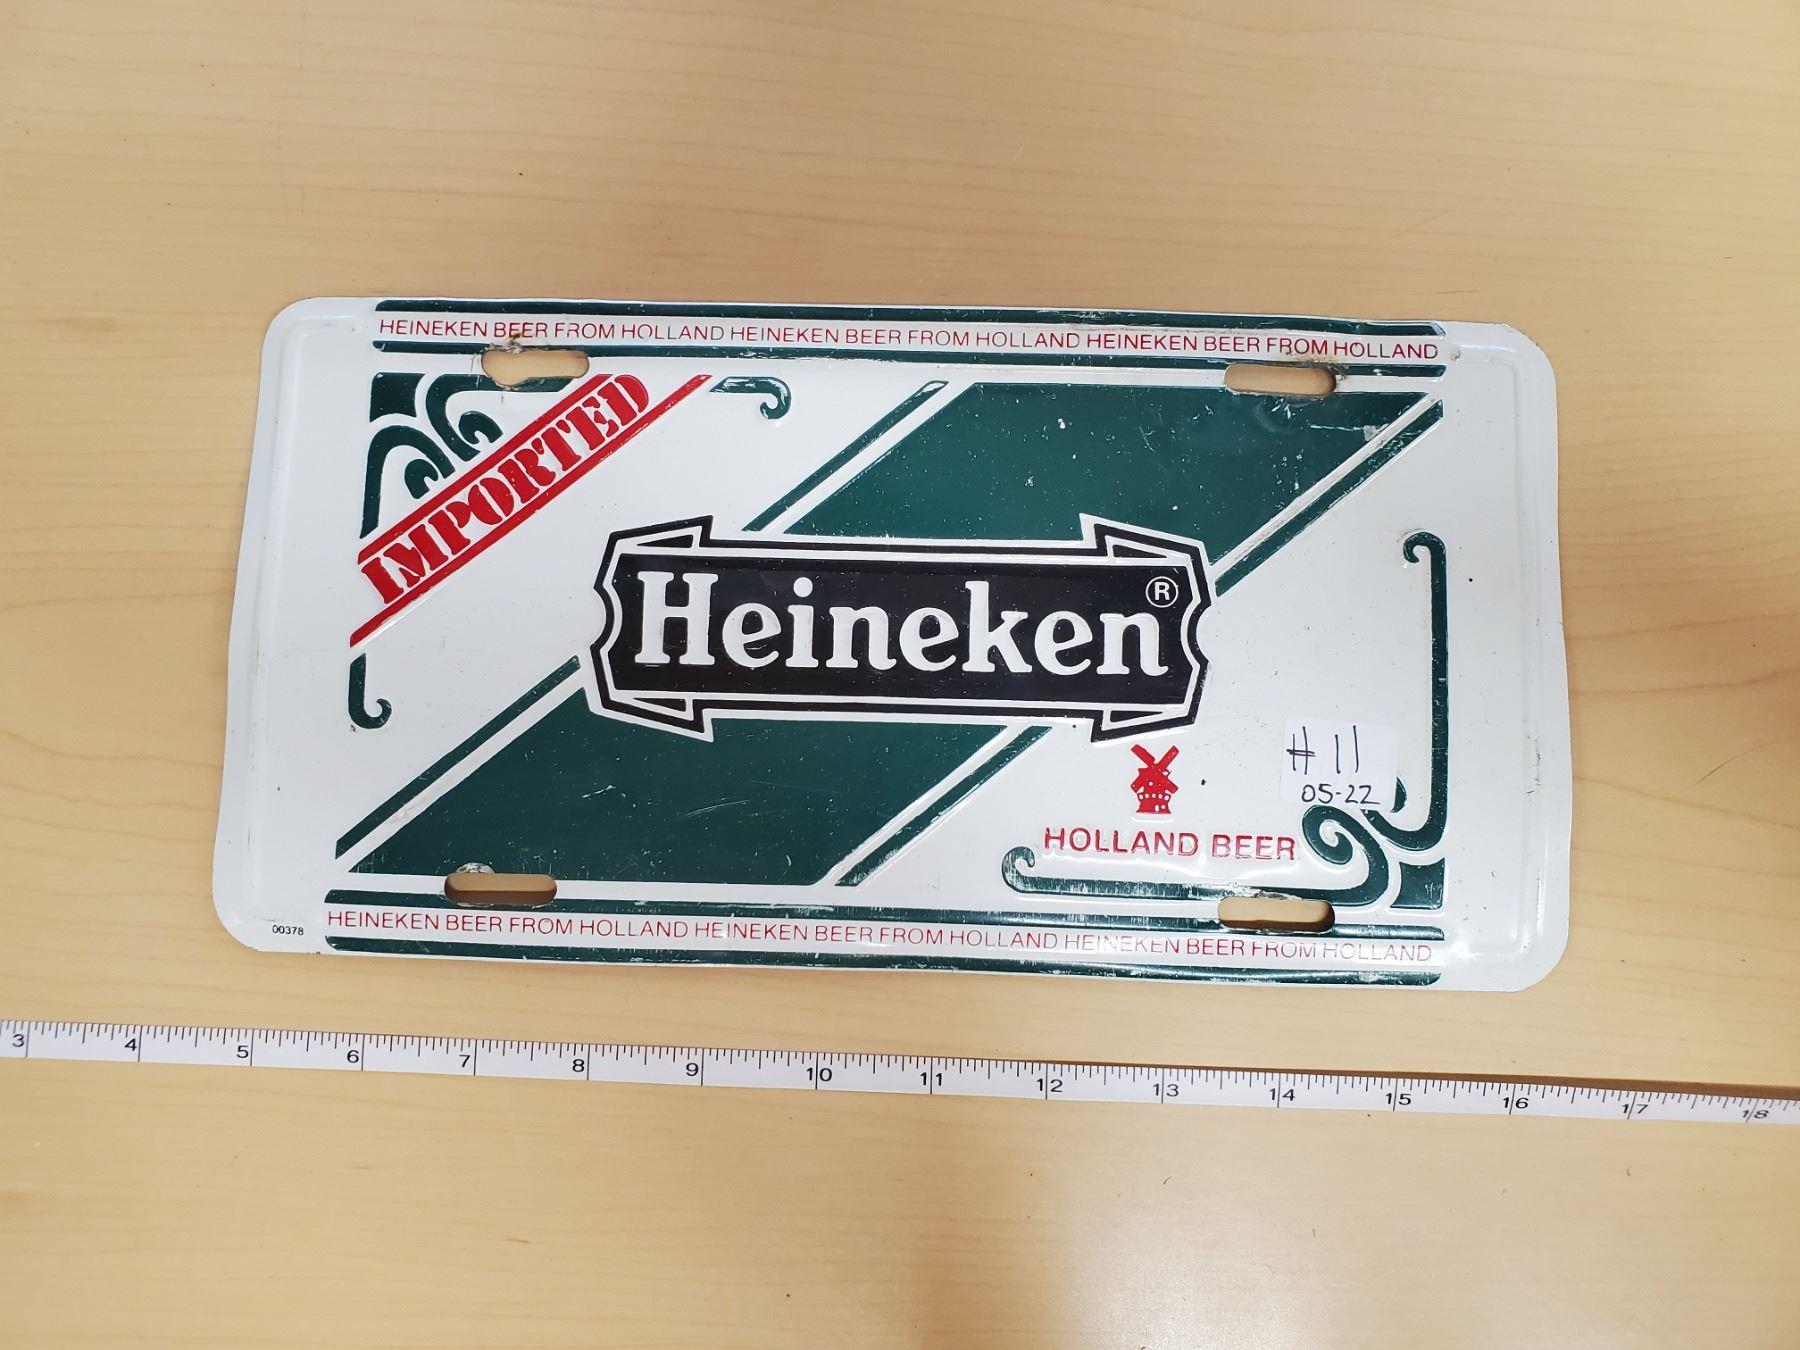 HEINEKEN BEER FROM HOLLAND HEINEKEN BEER FROM HOLLAND HEINEKEN BEER FROM HOLLAND
IMPORTED
Heineken ®
# 11
05-22
HOLLAND BEER
HEINEKEN BEER FROM HOLLAND HEINEKEN BEER FROM HOLLAND HEINEKEN BEER FROM HOLLAND
00378
3 4 5 6 7 8 9 10 11 12 13 14 15 16 17 18